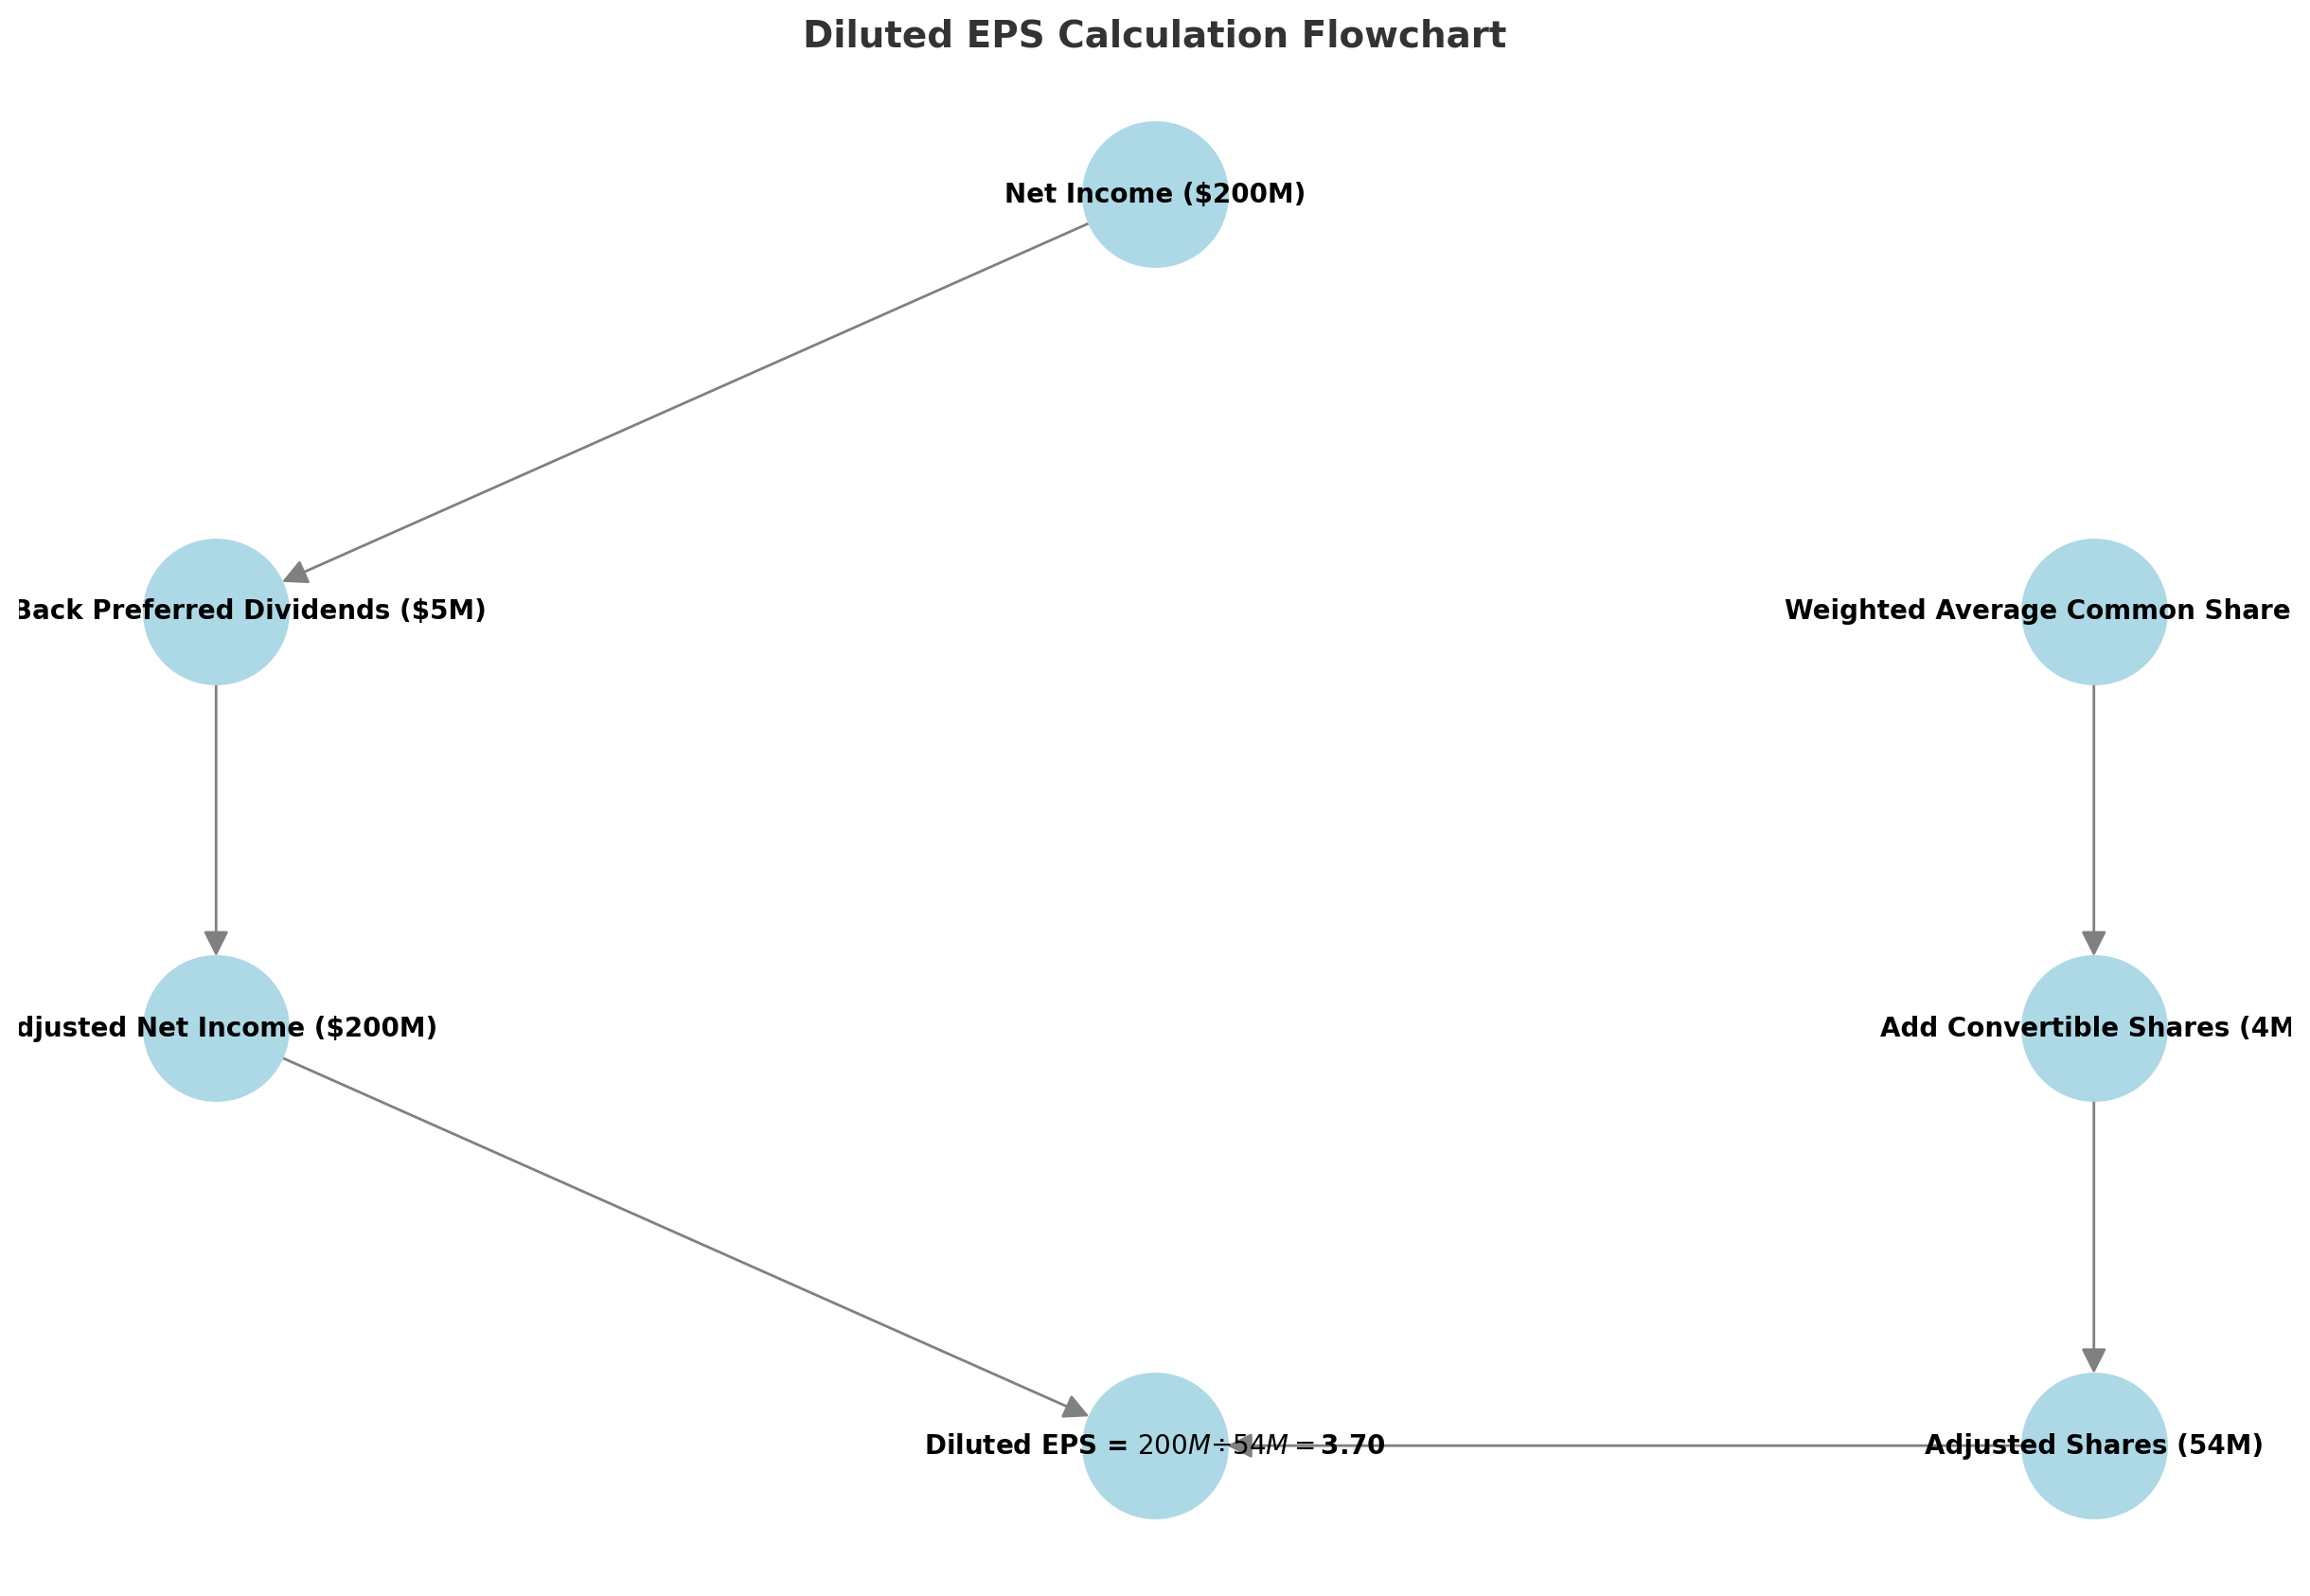 Diluted EPS Calculation Flowchart
Net Income ($200M)
Back Preferred Dividends ($5M)
Weighted Average Common Share
djusted Net Income ($200M)
Add Convertible Shares (4M
Diluted EPS = 200M÷54M=3.70
Adjusted Shares (54M)